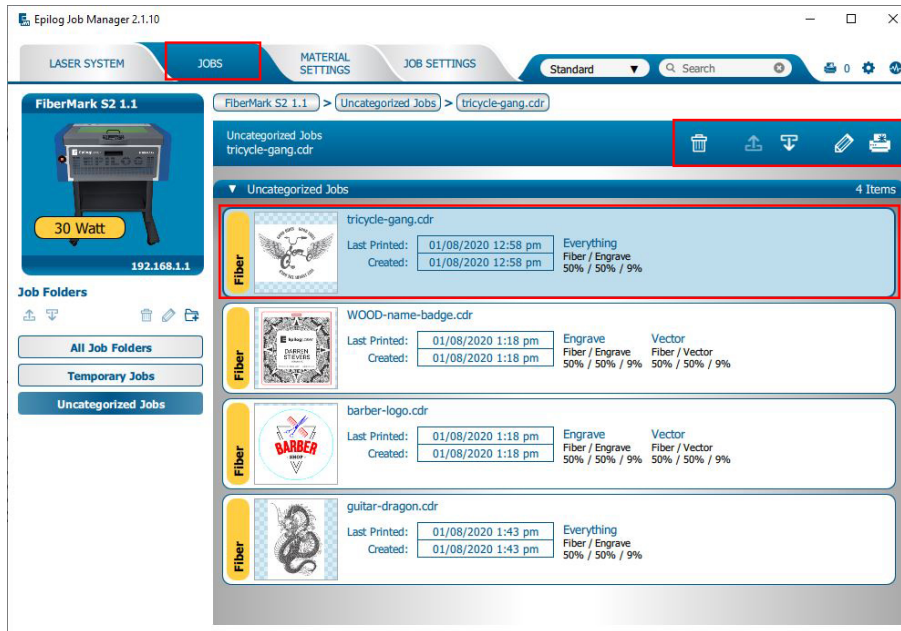 Epilog Job Manager 2.1.10
LASER SYSTEM
JOBS
MATERIAL
SETTINGS
JOB SETTINGS
Standard
Search
0
FiberMark S2 1.1
30 Watt
192.168.1.1
Job Folders
All Job Folders
Temporary Jobs
Uncategorized Jobs
FiberMark S2 1.1 > Uncategorized Jobs > tricycle-gang.cdr
Uncategorized Jobs
tricycle-gang.cdr
Uncategorized Jobs 4 Items
Fiber
tricycle-gang.cdr
Last Printed: 01/08/2020 12:58 pm
Created: 01/08/2020 12:58 pm
Everything
Fiber / Engrave
50% / 50% / 9%
Fiber
DARREN
STIEVERS
WOOD-name-badge.cdr
Last Printed: 01/08/2020 1:18 pm
Created: 01/08/2020 1:18 pm
Engrave Vector
Fiber / Engrave Fiber / Vector
50% / 50% / 9% 50% / 50% / 9%
Fiber
BARBER
SHOP
barber-logo.cdr
Last Printed: 01/08/2020 1:18 pm
Created: 01/08/2020 1:18 pm
Engrave Vector
Fiber / Engrave Fiber / Vector
50% / 50% / 9% 50% / 50% / 9%
Fiber
guitar-dragon.cdr
Last Printed: 01/08/2020 1:43 pm
Created: 01/08/2020 1:43 pm
Everything
Fiber / Engrave
50% / 50% / 9%